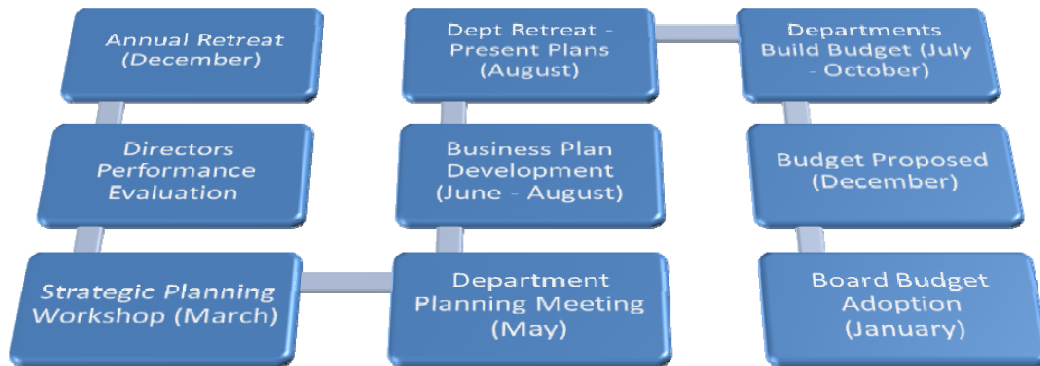 Annual Retreat
(December)
Directors
Performance
Evaluation
Strategic Planning
Workshop (March)
Department
Planning Meeting
(May)
Business Plan
Development
(June - August)
Dept Retreat -
Present Plans
(August)
Departments
Build Budget (July
- October)
Budget Proposed
(December)
Board Budget
Adoption
(January)